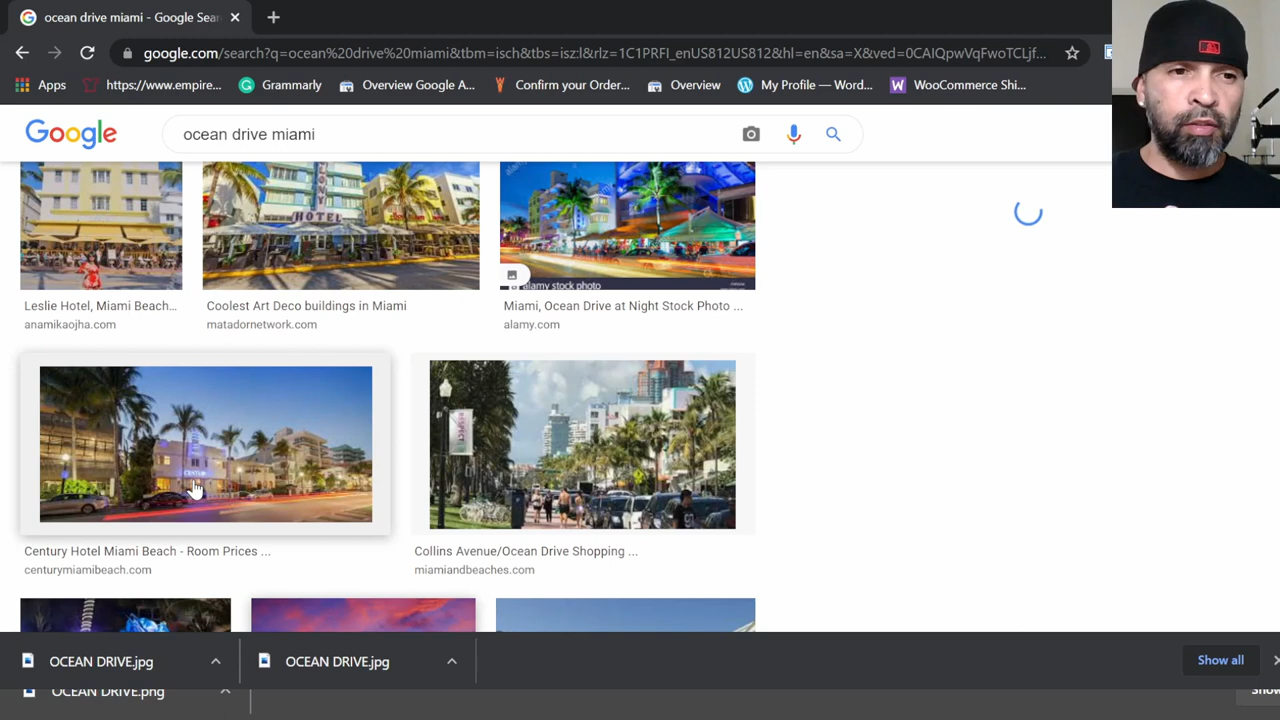 ocean drive miami - Google Sear
google.com/search?q=ocean%20drive%20miami&tbm=isch&tbs=isz:l&rlz=1C1PRFI_enUS812US812&hl=en&sa=X&ved=0CAIQpwVqFwoTCLjf...
Apps https://www.empire... Grammarly Overview Google A... Confirm your Order... Overview My Profile — Word... WooCommerce Shi...
Google ocean drive miami
HOTEL
alamy stock photo
Leslie Hotel, Miami Beach...
anamikaojha.com
Coolest Art Deco buildings in Miami
matadornetwork.com
Miami, Ocean Drive at Night Stock Photo ...
alamy.com
CENTURY
Century Hotel Miami Beach - Room Prices ...
centurymiamibeach.com
Collins Avenue/Ocean Drive Shopping ...
miamiandbeaches.com
OCEAN DRIVE.jpg OCEAN DRIVE.jpg Show all
OCEAN DRIVE.png Show